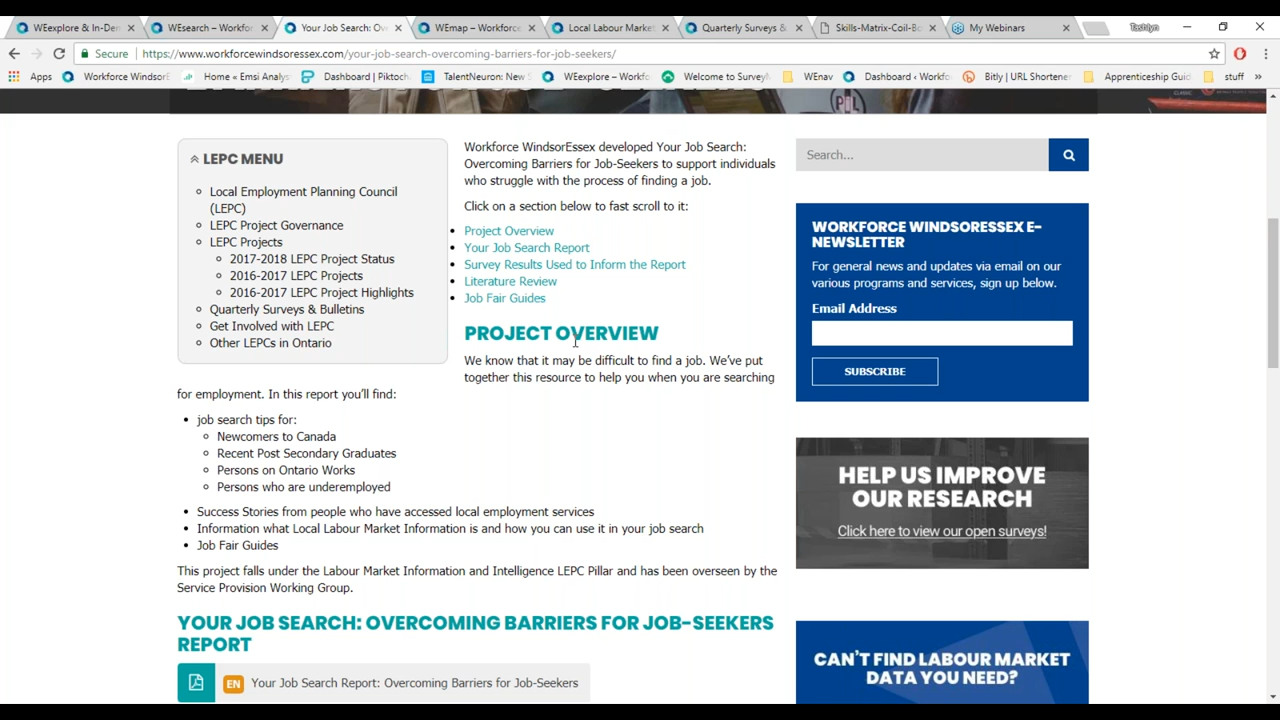 WExplore & In-Dem
WEsearch – Workforc
Your Job Search: Ove
WEmap – Workforce
Local Labour Market
Quarterly Surveys &
Skills-Matrix-Coil-Bo
My Webinars
Tashlyn
Secure
https://www.workforcewindsoressex.com/your-job-search-overcoming-barriers-for-job-seekers/
Apps
Workforce Windsor
Home « Emsi Analys
Dashboard | Piktoch
TalentNeuron: New S
WEexplore – Workfo
Welcome to SurveyM
WEnav
Dashboard ‹ Workfo
Bitly | URL Shortener
Apprenticeship Guid
stuff
»
LEPC MENU
Local Employment Planning Council
(LEPC)
LEPC Project Governance
LEPC Projects
2017-2018 LEPC Project Status
2016-2017 LEPC Projects
2016-2017 LEPC Project Highlights
Quarterly Surveys & Bulletins
Get Involved with LEPC
Other LEPCs in Ontario
Workforce WindsorEssex developed Your Job Search:
Overcoming Barriers for Job-Seekers to support individuals
who struggle with the process of finding a job.
Click on a section below to fast scroll to it:
Project Overview
Your Job Search Report
Survey Results Used to Inform the Report
Literature Review
Job Fair Guides
PROJECT OVERVIEW
We know that it may be difficult to find a job. We've put
together this resource to help you when you are searching
for employment. In this report you'll find:
job search tips for:
Newcomers to Canada
Recent Post Secondary Graduates
Persons on Ontario Works
Persons who are underemployed
Success Stories from people who have accessed local employment services
Information what Local Labour Market Information is and how you can use it in your job search
Job Fair Guides
This project falls under the Labour Market Information and Intelligence LEPC Pillar and has been overseen by the
Service Provision Working Group.
YOUR JOB SEARCH: OVERCOMING BARRIERS FOR JOB-SEEKERS
REPORT
EN Your Job Search Report: Overcoming Barriers for Job-Seekers
Search...
WORKFORCE WINDSORESSEX E-
NEWSLETTER
For general news and updates via email on our
various programs and services, sign up below.
Email Address
SUBSCRIBE
HELP US IMPROVE
OUR RESEARCH
Click here to view our open surveys!
CAN'T FIND LABOUR MARKET
DATA YOU NEED?